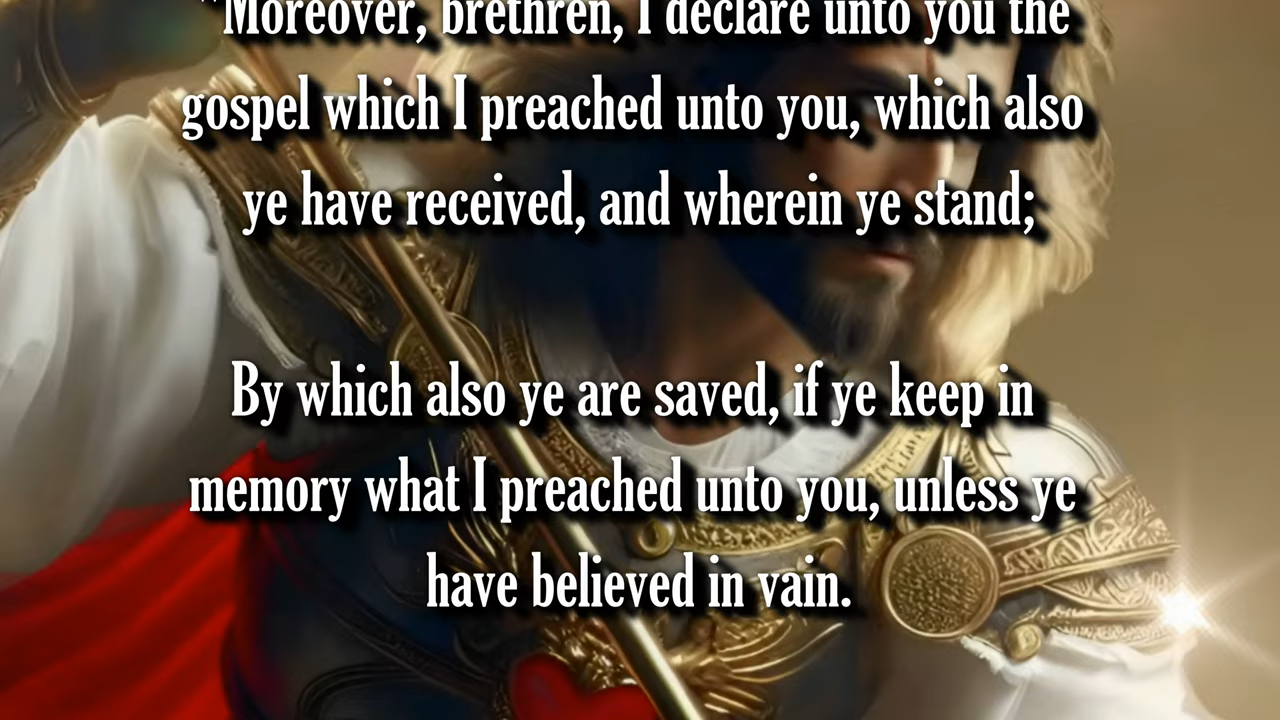 "Moreover, brethren, I declare unto you the
gospel which I preached unto you, which also
ye have received, and wherein ye stand;
By which also ye are saved, if ye keep in
memory what I preached unto you, unless ye
have believed in vain.